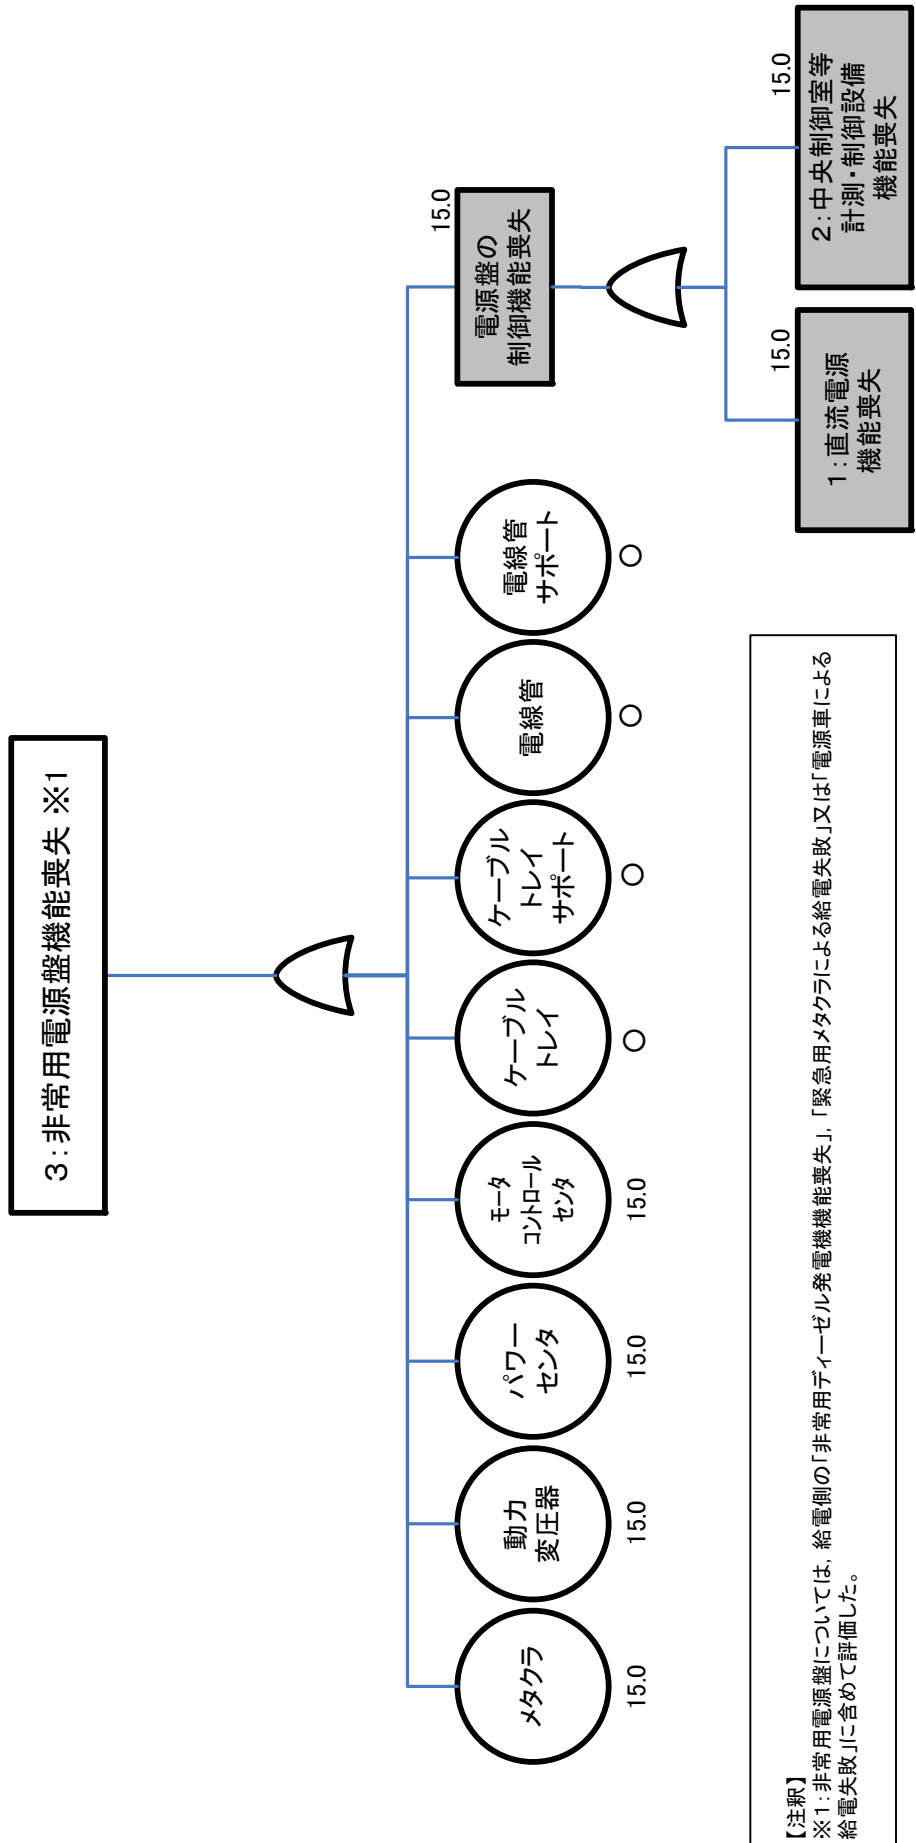 3:非常用電源盤機能喪失 ※1
メタクラ
15.0
動力
変圧器
15.0
パワー
センタ
15.0
モータ
コントロール
センタ
15.0
ケーブル
トレイ
○
ケーブル
トレイ
サポート
○
電線管
○
電線管
サポート
○
15.0
電源盤の
制御機能喪失
15.0
1:直流電源
機能喪失
15.0
2:中央制御室等
計測・制御設備
機能喪失
【注釈】
※1:非常用電源盤については,給電側の「非常用ディーゼル発電機機能喪失」,「緊急用メタクラによる給電失敗」又は「電源車による
給電失敗」に含めて評価した。